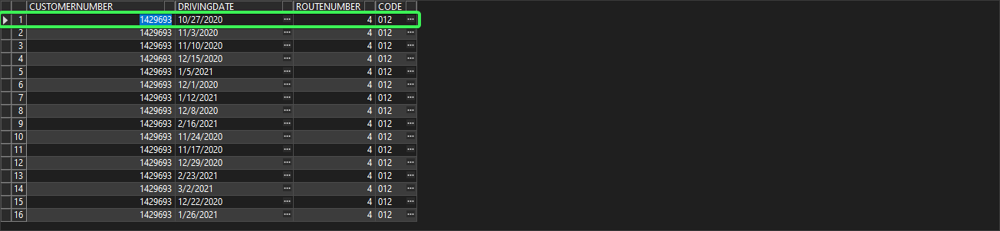 CUSTOMERNUMBER DRIVINGDATE ROUTENUMBER CODE
1 1429693 10/27/2020 ... 4 012 ...
2 1429693 11/3/2020 ... 4 012 ...
3 1429693 11/10/2020 ... 4 012 ...
4 1429693 12/15/2020 ... 4 012 ...
5 1429693 1/5/2021 ... 4 012 ...
6 1429693 12/1/2020 ... 4 012 ...
7 1429693 1/12/2021 ... 4 012 ...
8 1429693 12/8/2020 ... 4 012 ...
9 1429693 2/16/2021 ... 4 012 ...
10 1429693 11/24/2020 ... 4 012 ...
11 1429693 11/17/2020 ... 4 012 ...
12 1429693 12/29/2020 ... 4 012 ...
13 1429693 2/23/2021 ... 4 012 ...
14 1429693 3/2/2021 ... 4 012 ...
15 1429693 12/22/2020 ... 4 012 ...
16 1429693 1/26/2021 ... 4 012 ...